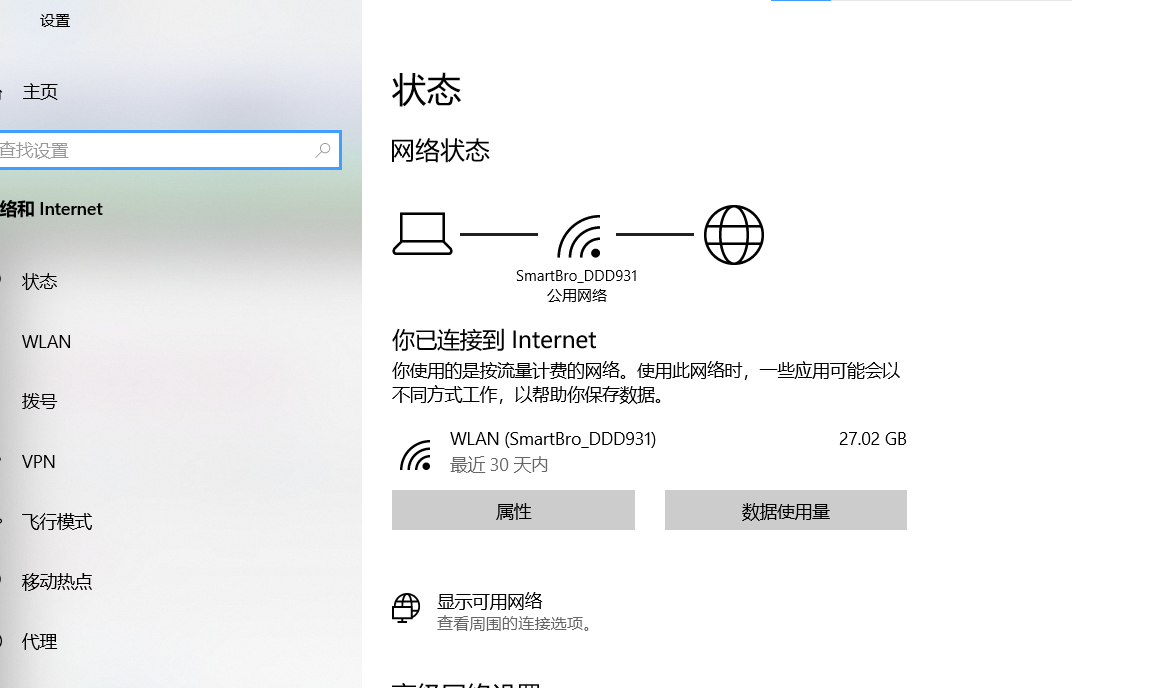 设置
主页
查找设置
络和 Internet
状态
WLAN
拨号
VPN
飞行模式
移动热点
代理
状态
网络状态
SmartBro_DDD931
公用网络
你已连接到 Internet
你使用的是按流量计费的网络。使用此网络时，一些应用可能会以
不同方式工作，以帮助你保存数据。
WLAN (SmartBro_DDD931)
27.02 GB
最近 30 天内
属性
数据使用量
显示可用网络
查看周围的连接选项。
高级网络设置